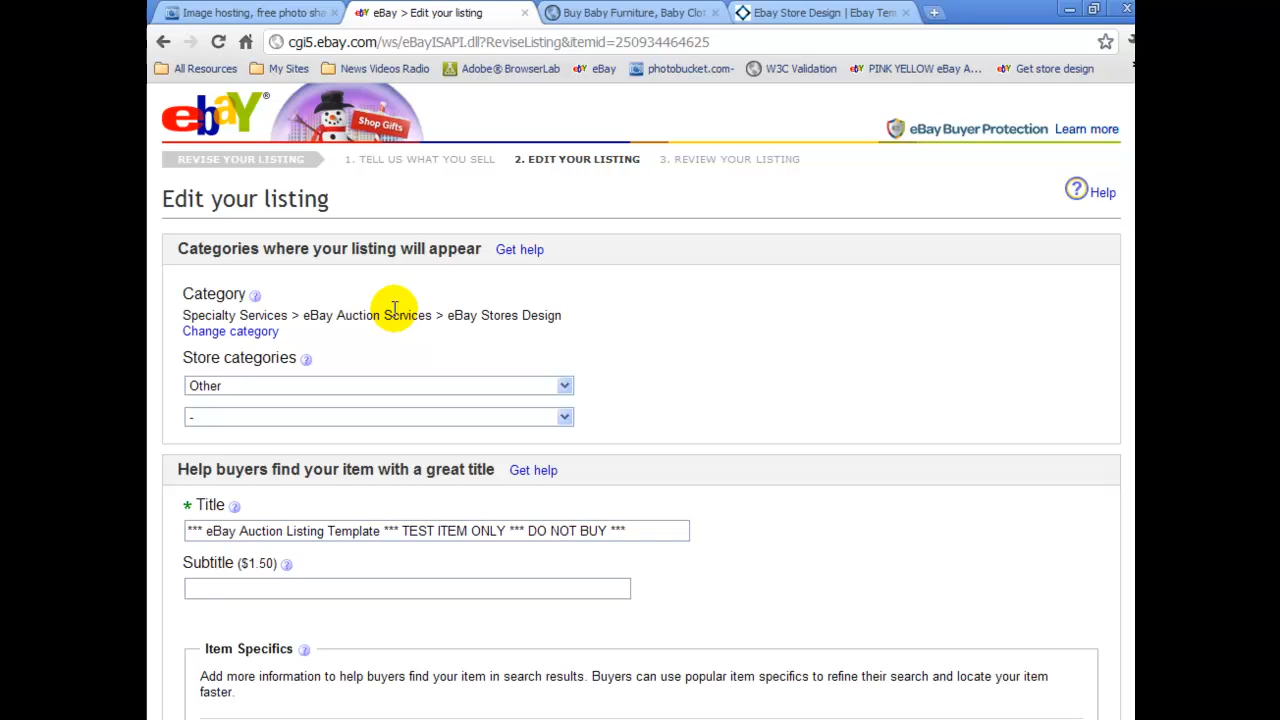 Image hosting, free photo sha
eBay > Edit your listing
Buy Baby Furniture, Baby Clot
Ebay Store Design | Ebay Tem
cgi5.ebay.com/ws/eBayISAPI.dll?ReviseListing&itemid=250934464625
All Resources
My Sites
News Videos Radio
Adobe® BrowserLab
eBay
photobucket.com-
W3C Validation
PINK YELLOW eBay A...
Get store design
ebaY®
Shop Gifts
eBay Buyer Protection Learn more
REVISE YOUR LISTING 1. TELL US WHAT YOU SELL 2. EDIT YOUR LISTING 3. REVIEW YOUR LISTING
Edit your listing
? Help
Categories where your listing will appear Get help
Category ?
Specialty Services > eBay Auction Services > eBay Stores Design
Change category
Store categories ?
Other
-
Help buyers find your item with a great title Get help
* Title ?
*** eBay Auction Listing Template *** TEST ITEM ONLY *** DO NOT BUY ***
Subtitle ($1.50) ?
Item Specifics ?
Add more information to help buyers find your item in search results. Buyers can use popular item specifics to refine their search and locate your item
faster.